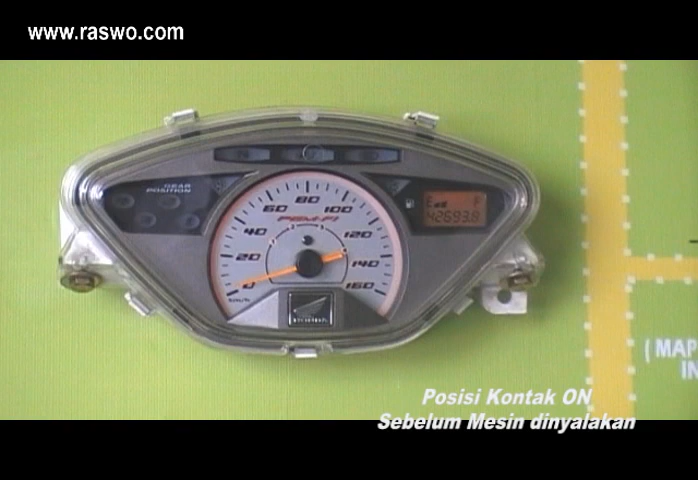 www.raswo.com
GEAR
POSITION
0
20
40
60
80
100
120
140
160
PGM-FI
km/h
HONDA
E F
42693.8
( MAP
IN
Posisi Kontak ON
Sebelum Mesin dinyalakan